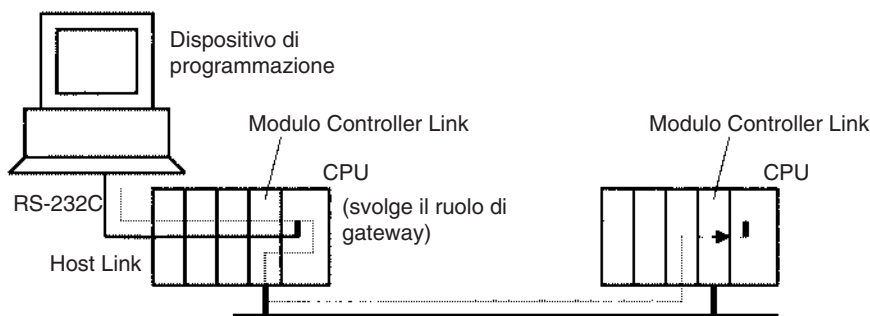 Dispositivo di
programmazione
Modulo Controller Link
Modulo Controller Link
CPU
CPU
RS-232C
(svolge il ruolo di
gateway)
Host Link